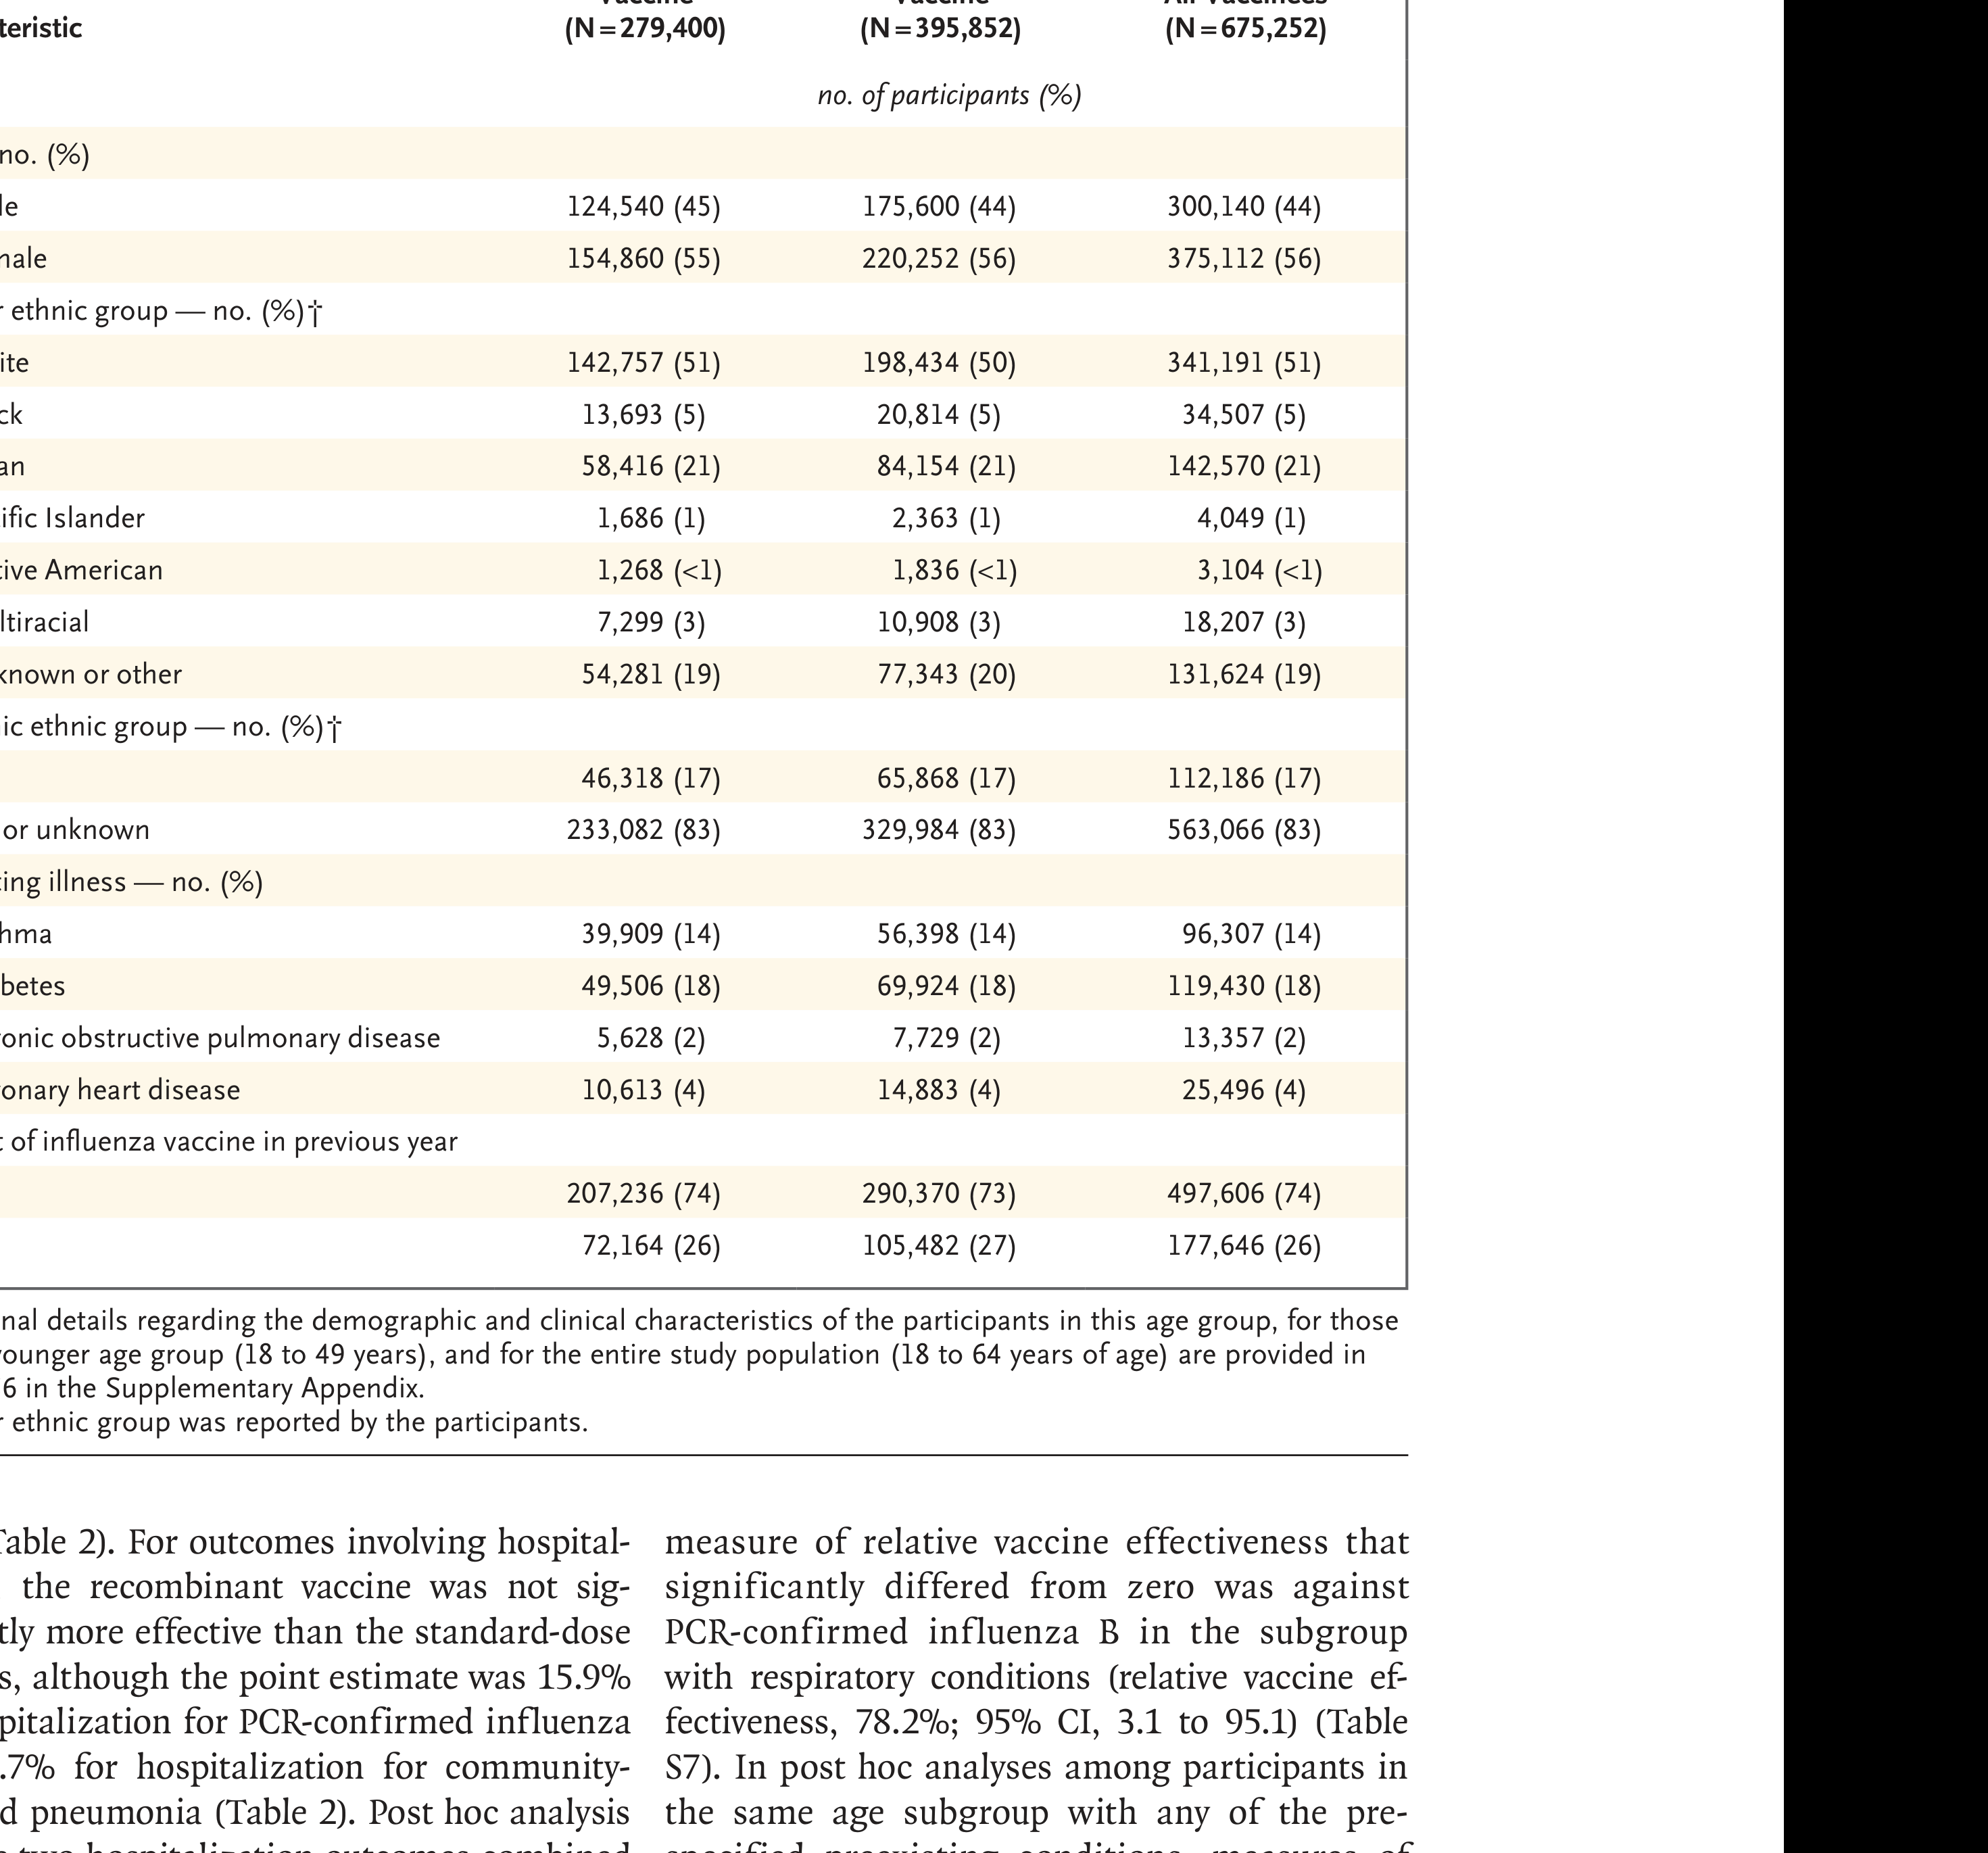 teristic
(N=279,400) (N=395,852) (N=675,252)
no. of participants (%)
no. (%)
le 124,540 (45) 175,600 (44) 300,140 (44)
nale 154,860 (55) 220,252 (56) 375,112 (56)
r ethnic group — no. (%)†
ite 142,757 (51) 198,434 (50) 341,191 (51)
ck 13,693 (5) 20,814 (5) 34,507 (5)
an 58,416 (21) 84,154 (21) 142,570 (21)
ific Islander 1,686 (1) 2,363 (1) 4,049 (1)
tive American 1,268 (<1) 1,836 (<1) 3,104 (<1)
ltiracial 7,299 (3) 10,908 (3) 18,207 (3)
known or other 54,281 (19) 77,343 (20) 131,624 (19)
ic ethnic group — no. (%)†
46,318 (17) 65,868 (17) 112,186 (17)
or unknown 233,082 (83) 329,984 (83) 563,066 (83)
ting illness — no. (%)
hma 39,909 (14) 56,398 (14) 96,307 (14)
betes 49,506 (18) 69,924 (18) 119,430 (18)
ronic obstructive pulmonary disease 5,628 (2) 7,729 (2) 13,357 (2)
onary heart disease 10,613 (4) 14,883 (4) 25,496 (4)
t of influenza vaccine in previous year
207,236 (74) 290,370 (73) 497,606 (74)
72,164 (26) 105,482 (27) 177,646 (26)
nal details regarding the demographic and clinical characteristics of the participants in this age group, for those
younger age group (18 to 49 years), and for the entire study population (18 to 64 years of age) are provided in
6 in the Supplementary Appendix.
r ethnic group was reported by the participants.
Table 2). For outcomes involving hospital-
the recombinant vaccine was not sig-
tly more effective than the standard-dose
s, although the point estimate was 15.9%
pitalization for PCR-confirmed influenza
.7% for hospitalization for community-
d pneumonia (Table 2). Post hoc analysis
two hospitalization outcomes combined
measure of relative vaccine effectiveness that
significantly differed from zero was against
PCR-confirmed influenza B in the subgroup
with respiratory conditions (relative vaccine ef-
fectiveness, 78.2%; 95% CI, 3.1 to 95.1) (Table
S7). In post hoc analyses among participants in
the same age subgroup with any of the pre-
specified preexisting conditions, measures of